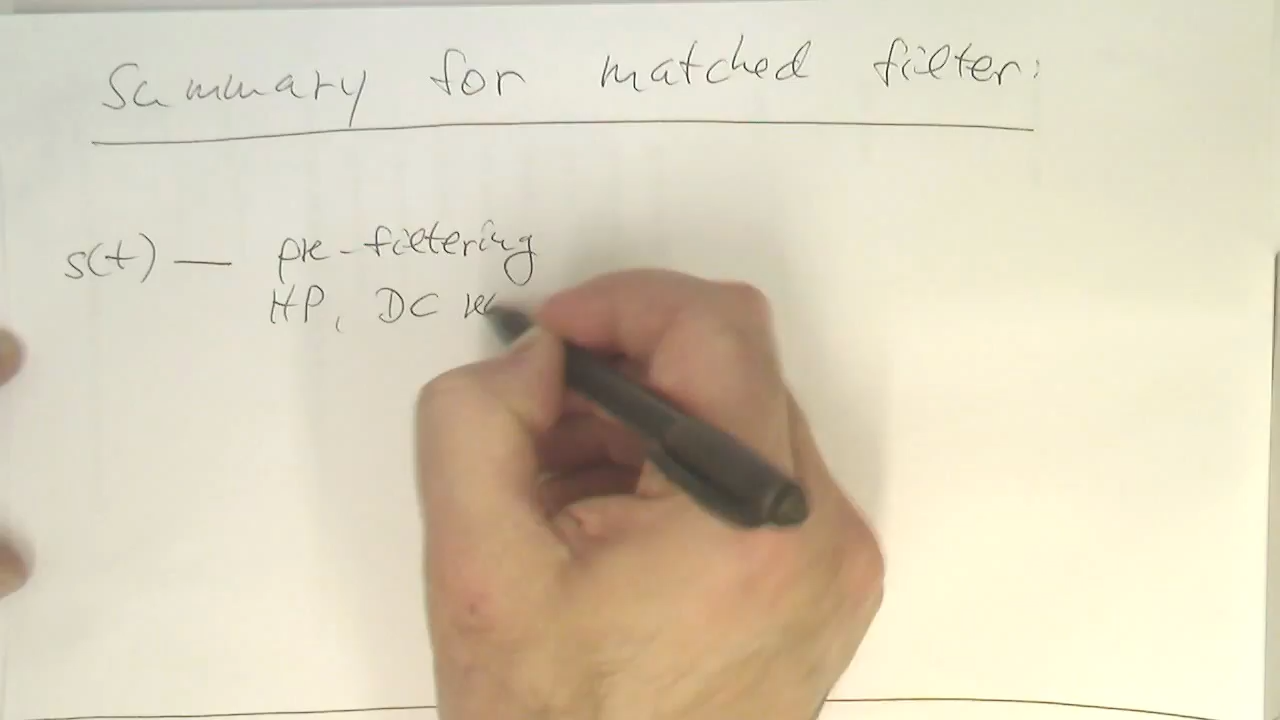 Summary for matched filter:
s(t) — pre-filtering
HP, DC